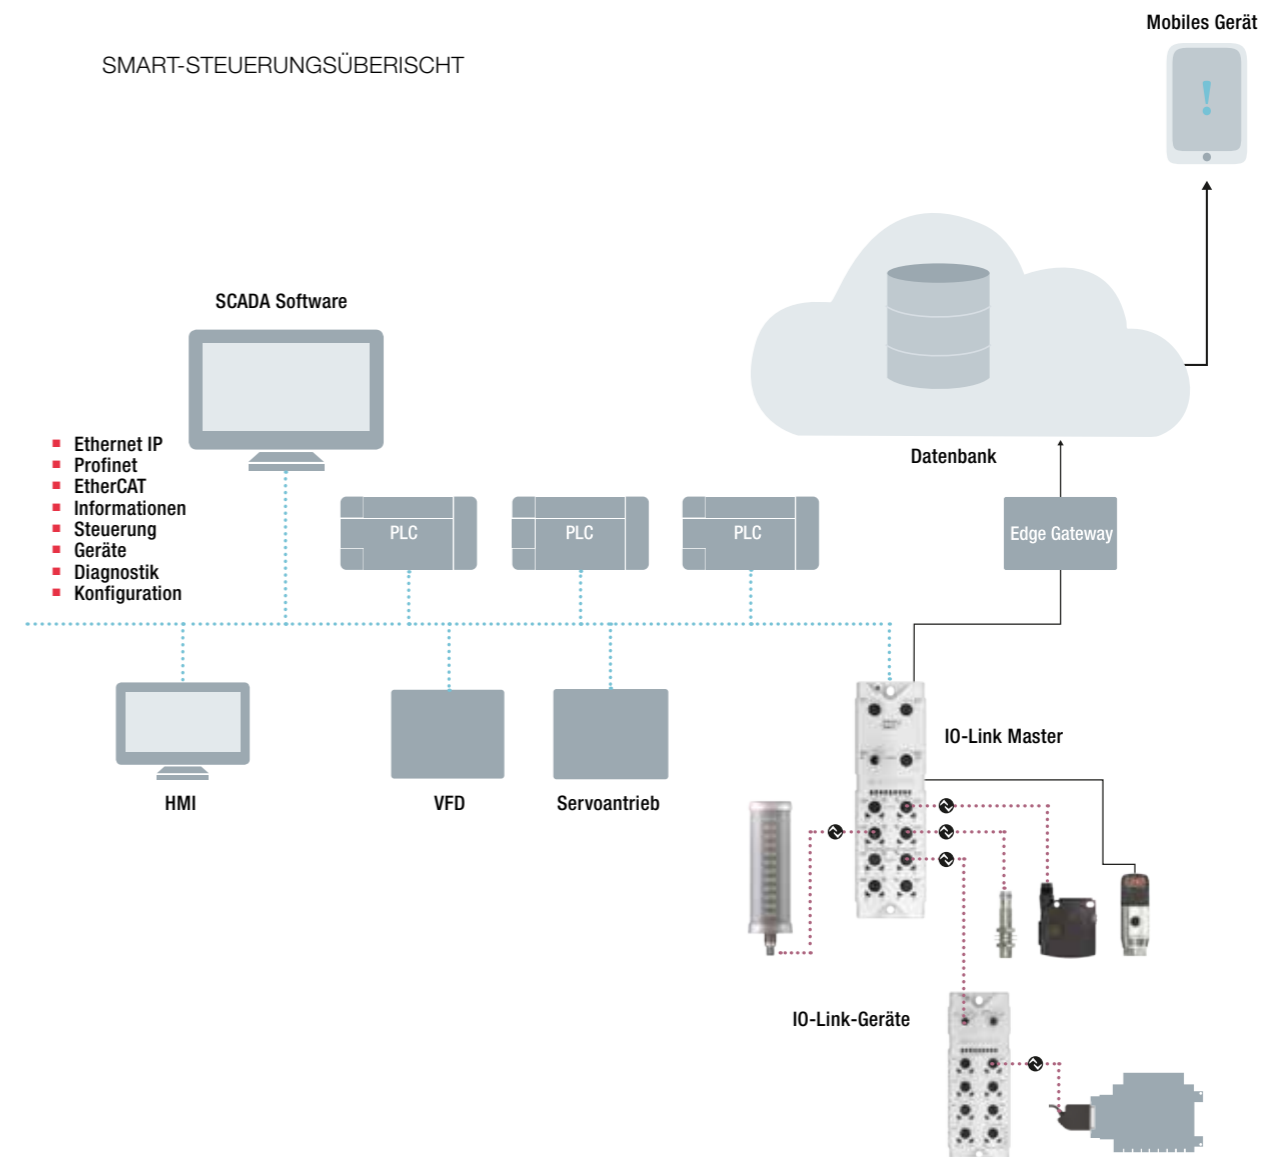 Mobiles Gerät
SMART-STEUERUNGSÜBERISCHT
SCADA Software
Ethernet IP
Profinet
EtherCAT
Informationen
Steuerung
Geräte
Diagnostik
Konfiguration
Datenbank
PLC
PLC
PLC
Edge Gateway
IO-Link Master
HMI
VFD
Servoantrieb
IO-Link-Geräte